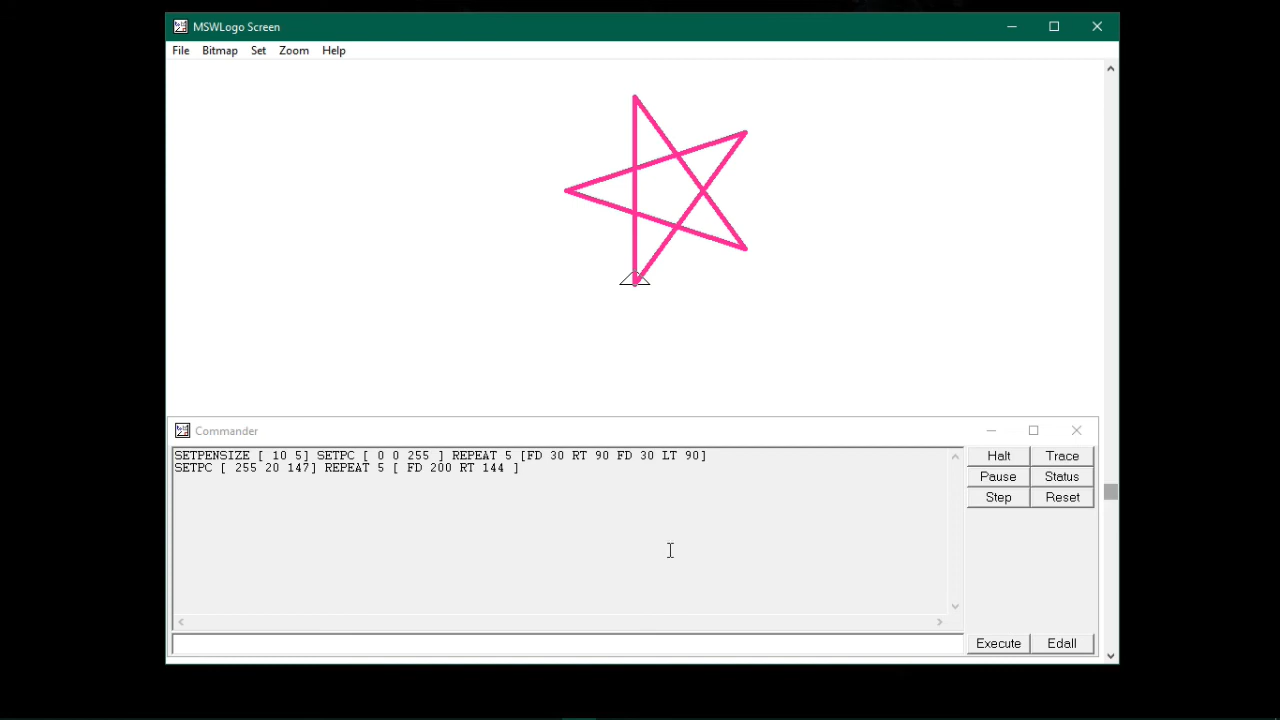 MSWLogo Screen
File Bitmap Set Zoom Help
Commander
SETPENSIZE [ 10 5] SETPC [ 0 0 255 ] REPEAT 5 [FD 30 RT 90 FD 30 LT 90]
SETPC [ 255 20 147] REPEAT 5 [ FD 200 RT 144 ]
Halt Trace
Pause Status
Step Reset
Execute Edall